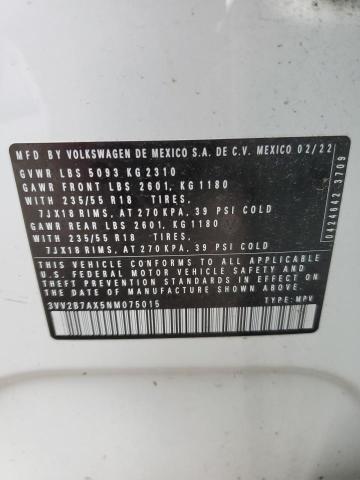 MFD BY VOLKSWAGEN DE MEXICO S.A. DE C.V. MEXICO 02/22
GVWR LBS 5093 KG 2310
GAWR FRONT LBS 2601, KG 1180
WITH 235/55 R18 TIRES,
7JX18 RIMS, AT 270 KPA, 39 PSI COLD
GAWR REAR LBS 2601, KG 1180
WITH 235/55 R18 TIRES,
7JX18 RIMS, AT 270 KPA, 39 PSI COLD
THIS VEHICLE CONFORMS TO ALL APPLICABLE
U.S. FEDERAL MOTOR VEHICLE SAFETY AND
THEFT PREVENTION STANDARDS IN EFFECT ON THE
DATE OF MANUFACTURE SHOWN ABOVE.
3VV2B7AX5NM075015 TYPE: MPV
0424042 3709